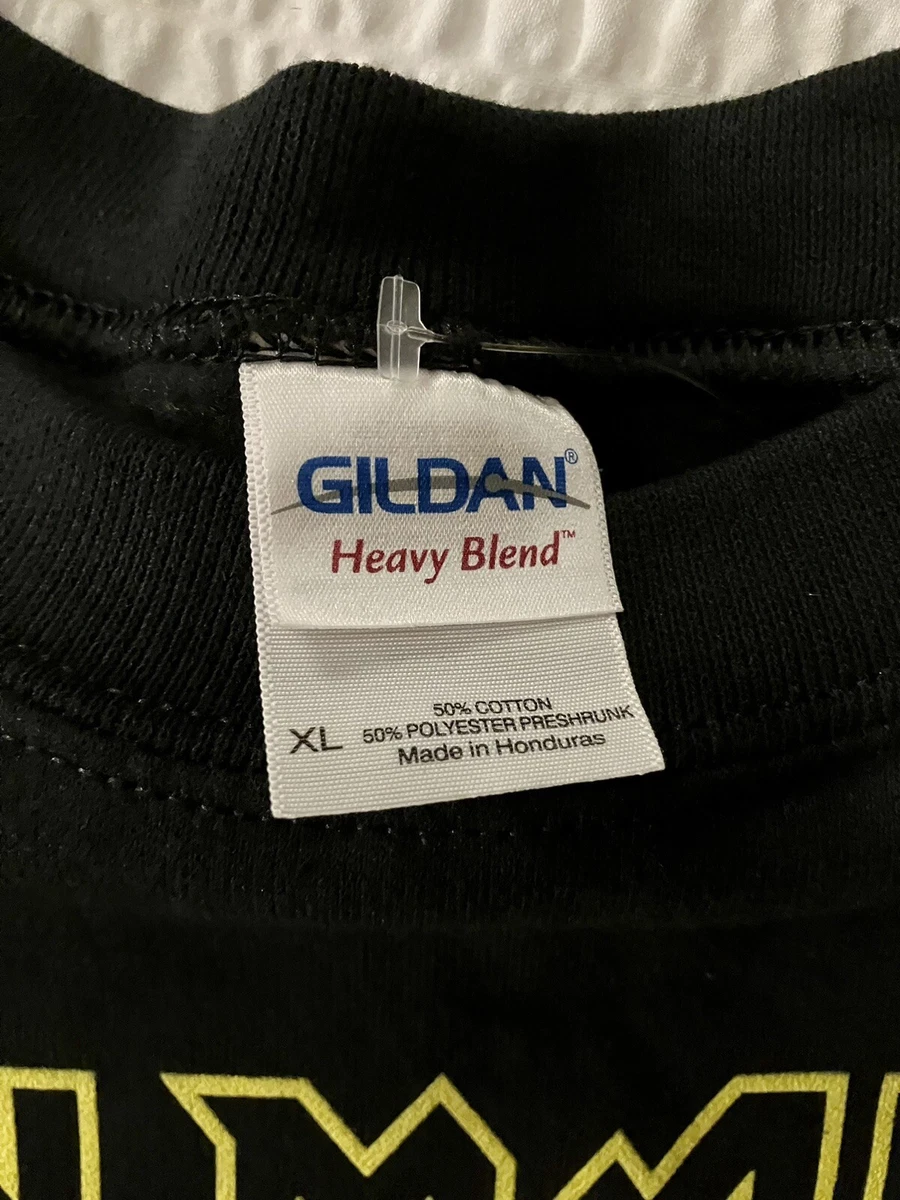 GILDAN®
Heavy Blend™
50% COTTON
XL 50% POLYESTER PRESHRUNK
Made in Honduras